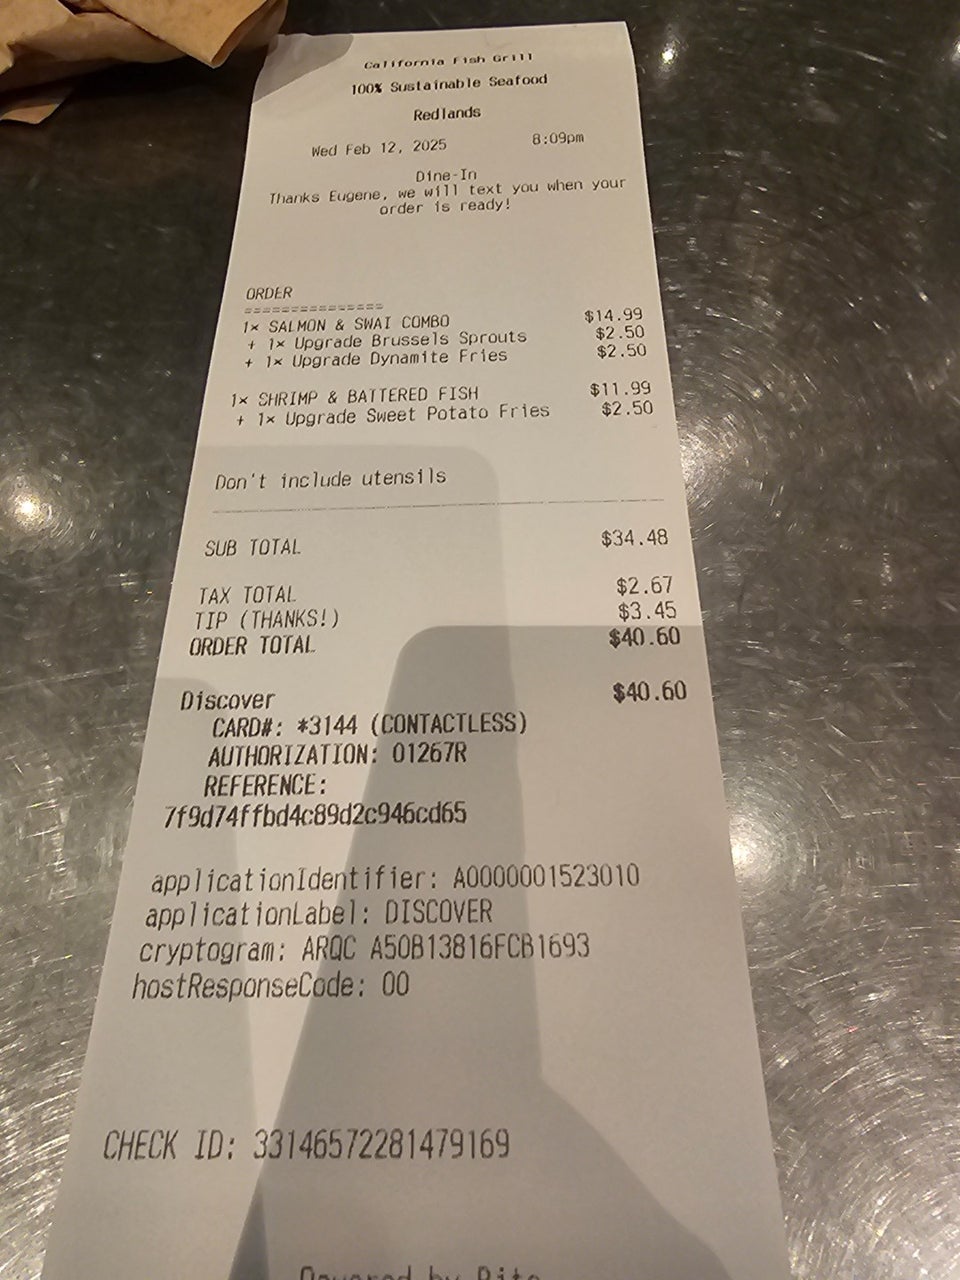 California Fish Grill
100% Sustainable Seafood
Redlands
Wed Feb 12, 2025 8:09pm
Dine-In
Thanks Eugene, we will text you when your
order is ready!
ORDER
===============
1x SALMON & SWAI COMBO $14.99
+ 1x Upgrade Brussels Sprouts $2.50
+ 1x Upgrade Dynamite Fries $2.50
1x SHRIMP & BATTERED FISH $11.99
+ 1x Upgrade Sweet Potato Fries $2.50
Don't include utensils
SUB TOTAL $34.48
TAX TOTAL $2.67
TIP (THANKS!) $3.45
ORDER TOTAL $40.60
Discover $40.60
CARD#: *3144 (CONTACTLESS)
AUTHORIZATION: 01267R
REFERENCE:
7f9d74ffbd4c89d2c946cd65
applicationIdentifier: A0000001523010
applicationLabel: DISCOVER
cryptogram: ARQC A50B13816FCB1693
hostResponseCode: 00
CHECK ID: 33146572281479169
Powered by